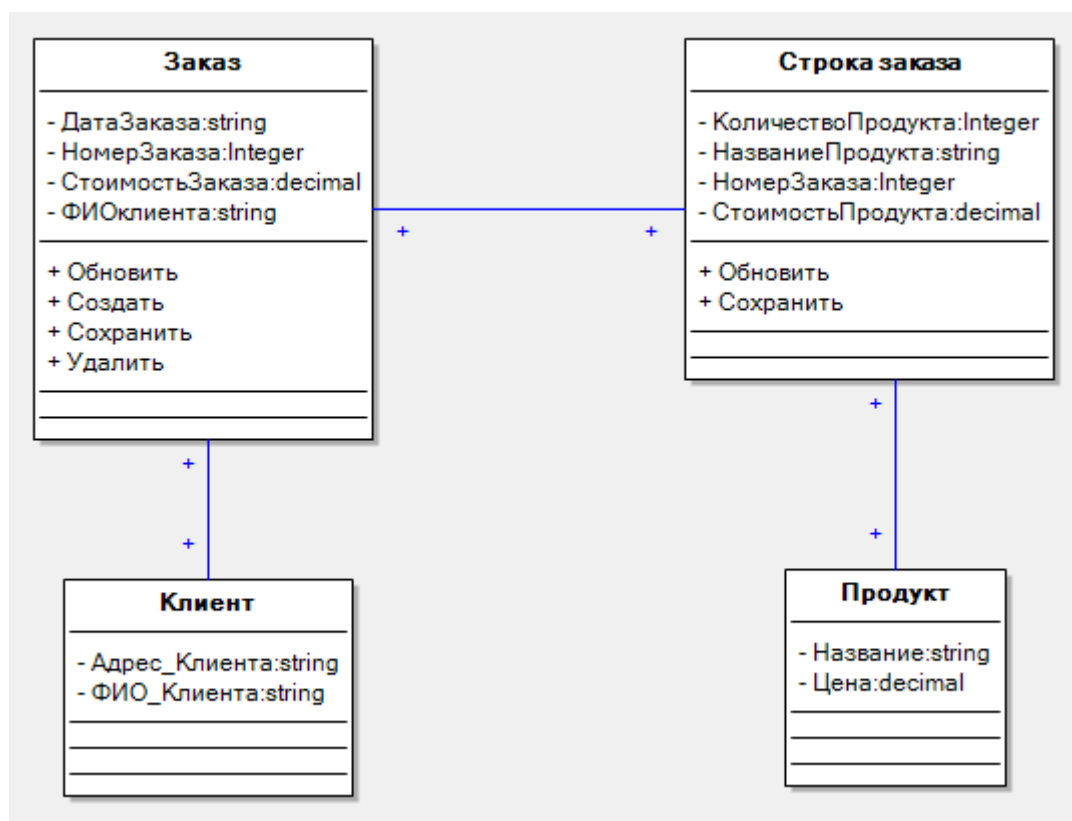 Заказ
- ДатаЗаказа:string
- НомерЗаказа:Integer
- СтоимостьЗаказа:decimal
- ФИОклиента:string
+ Обновить
+ Создать
+ Сохранить
+ Удалить
Строка заказа
- КоличествоПродукта:Integer
- НазваниеПродукта:string
- НомерЗаказа:Integer
- СтоимостьПродукта:decimal
+ Обновить
+ Сохранить
+
+
+
+
+
+
Клиент
- Адрес_Клиента:string
- ФИО_Клиента:string
Продукт
- Название:string
- Цена:decimal